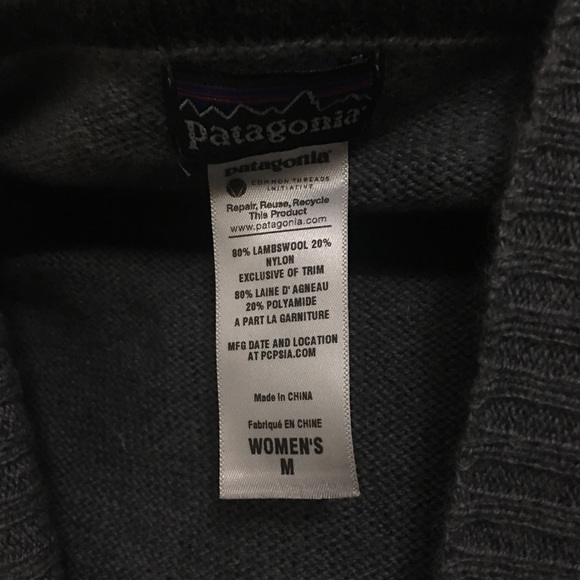 patagonia®
patagonia®
COMMON THREADS
INITIATIVE
Repair, Reuse, Recycle
This Product
www.patagonia.com
80% LAMBSWOOL 20%
NYLON
EXCLUSIVE OF TRIM
80% LAINE D'AGNEAU
20% POLYAMIDE
A PART LA GARNITURE
MFG DATE AND LOCATION
AT PCPSIA.COM
Made in CHINA
Fabriqué EN CHINE
WOMEN'S
M